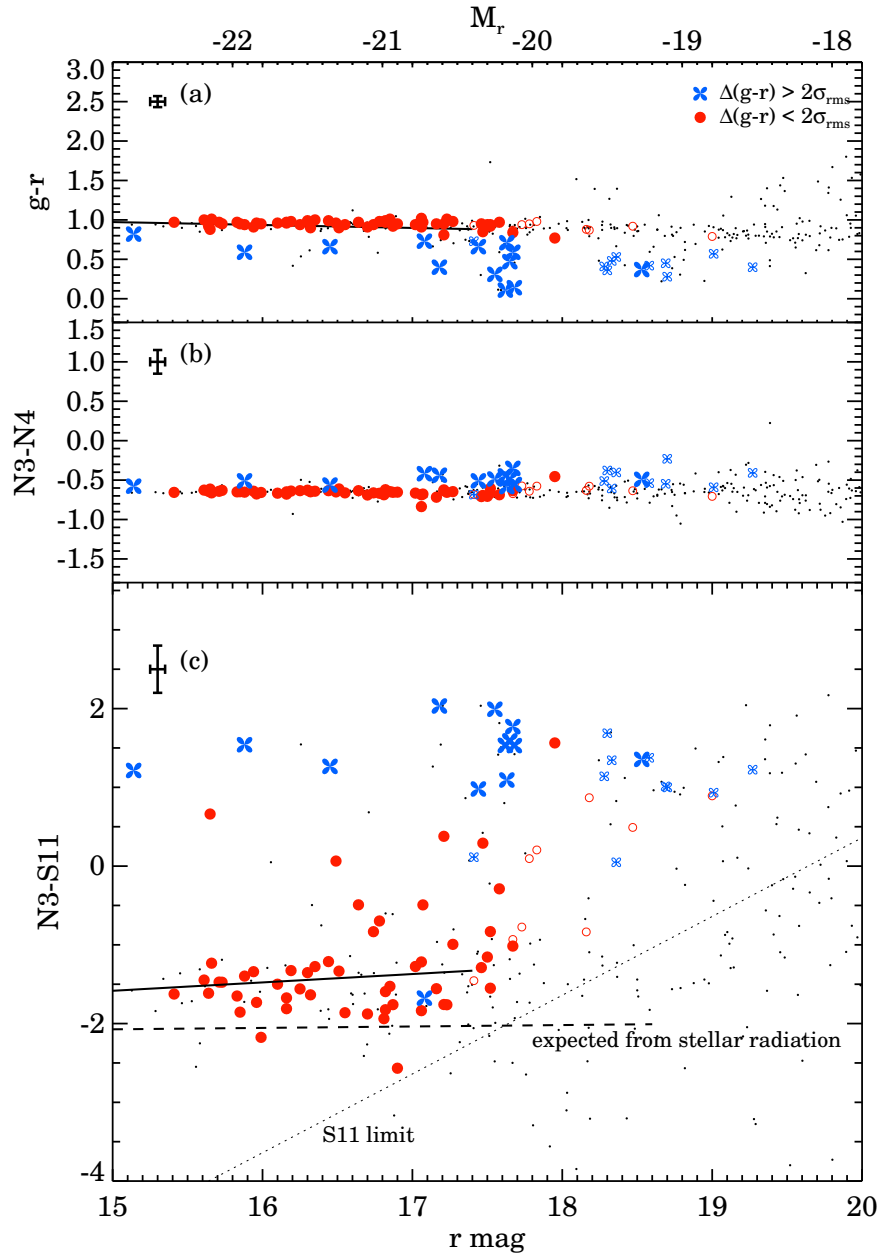 M_r
-22 -21 -20 -19 -18
3.0
2.5
2.0
1.5
1.0
0.5
0.0
g-r
(a)
Δ(g-r) > 2σ_rms
Δ(g-r) < 2σ_rms
1.5
1.0
0.5
0.0
-0.5
-1.0
-1.5
N3-N4
(b)
2
0
-2
-4
N3-S11
(c)
expected from stellar radiation
S11 limit
15 16 17 18 19 20
r mag